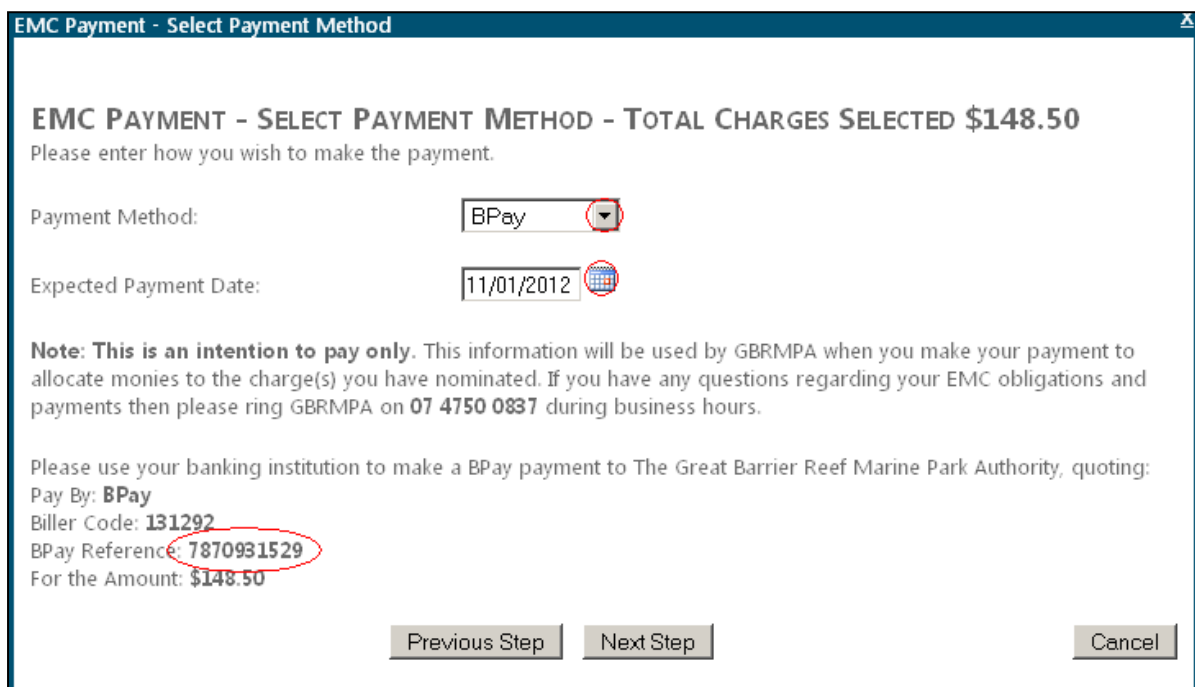 EMC Payment - Select Payment Method
X
EMC PAYMENT - SELECT PAYMENT METHOD - TOTAL CHARGES SELECTED $148.50
Please enter how you wish to make the payment.
Payment Method: BPay
Expected Payment Date: 11/01/2012
Note: This is an intention to pay only. This information will be used by GBRMPA when you make your payment to
allocate monies to the charge(s) you have nominated. If you have any questions regarding your EMC obligations and
payments then please ring GBRMPA on 07 4750 0837 during business hours.
Please use your banking institution to make a BPay payment to The Great Barrier Reef Marine Park Authority, quoting:
Pay By: BPay
Biller Code: 131292
BPay Reference: 7870931529
For the Amount: $148.50
Previous Step Next Step Cancel